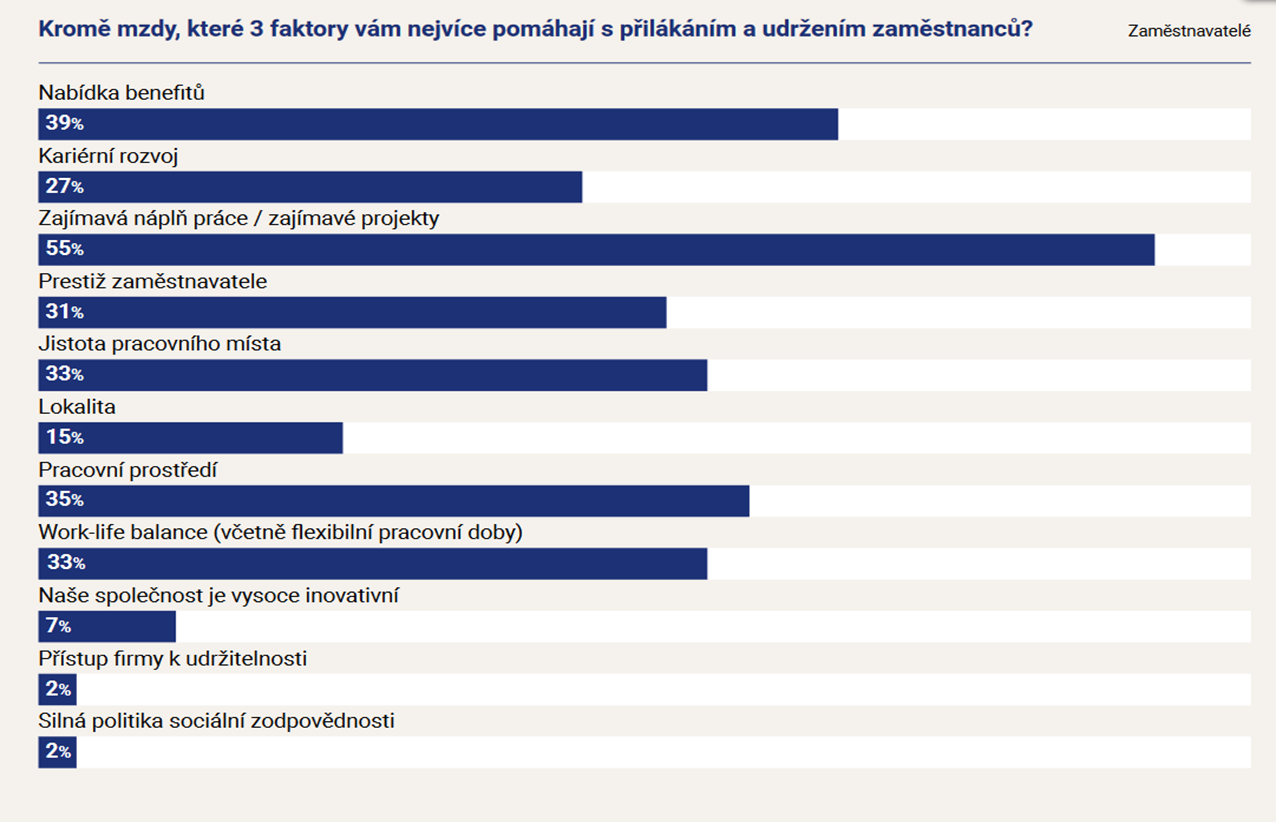 Kromě mzdy, které 3 faktory vám nejvíce pomáhají s přilákáním a udržením zaměstnanců?
Zaměstnavatelé
Nabídka benefitů
39%
Kariérní rozvoj
27%
Zajímavá náplň práce / zajímavé projekty
55%
Prestiž zaměstnavatele
31%
Jistota pracovního místa
33%
Lokalita
15%
Pracovní prostředí
35%
Work-life balance (včetně flexibilní pracovní doby)
33%
Naše společnost je vysoce inovativní
7%
Přístup firmy k udržitelnosti
2%
Silná politika sociální zodpovědnosti
2%